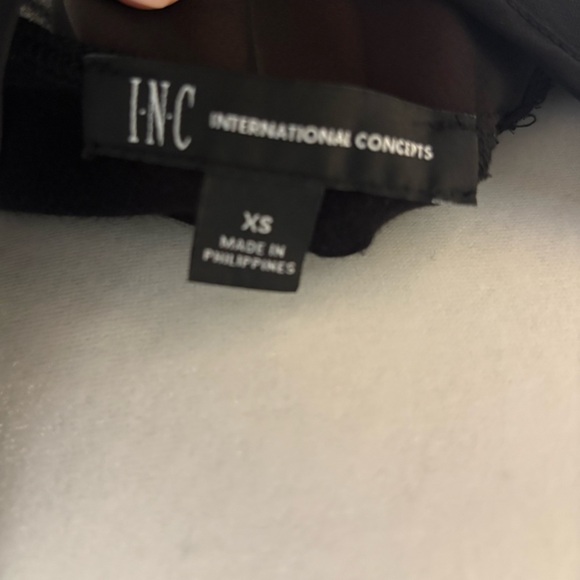 I·N·C INTERNATIONAL CONCEPTS
XS
MADE IN
PHILIPPINES